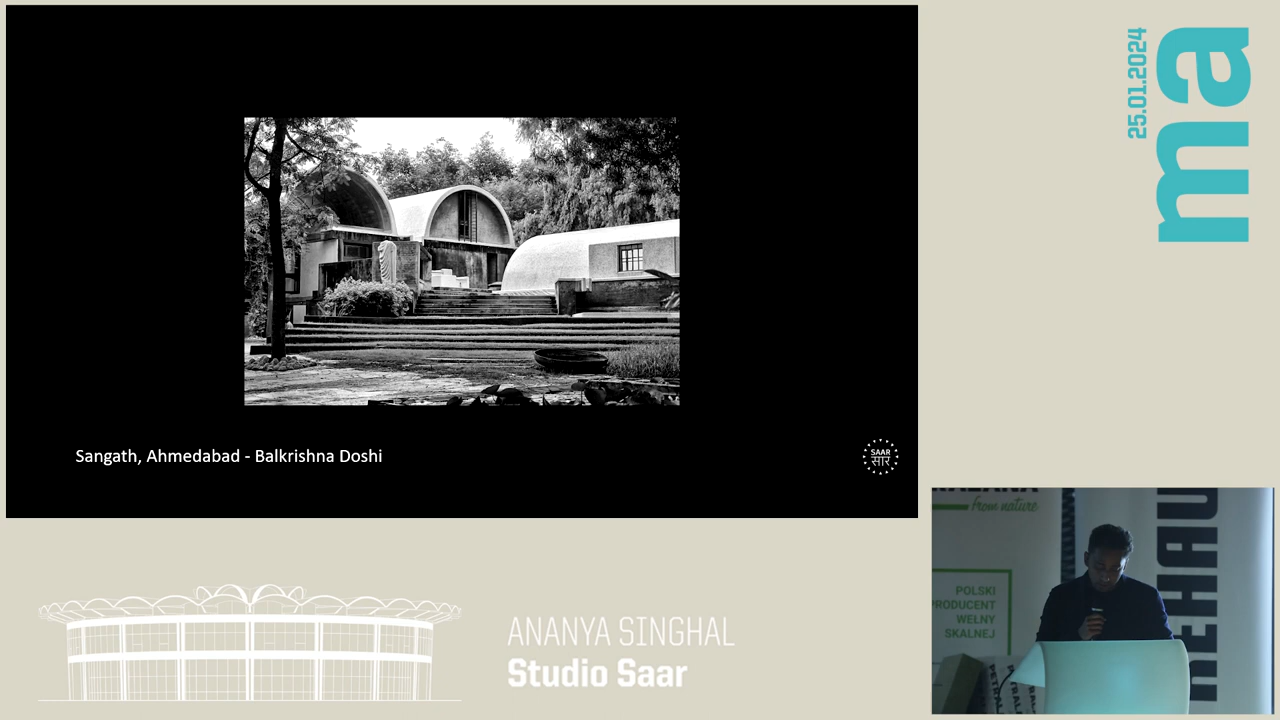 Sangath, Ahmedabad - Balkrishna Doshi
SAAR
सार
25.01.2024
ma
ANANYA SINGHAL
Studio Saar
from nature
POLSKI
PRODUCENT
WEŁNY
SKALNEJ
REHAU